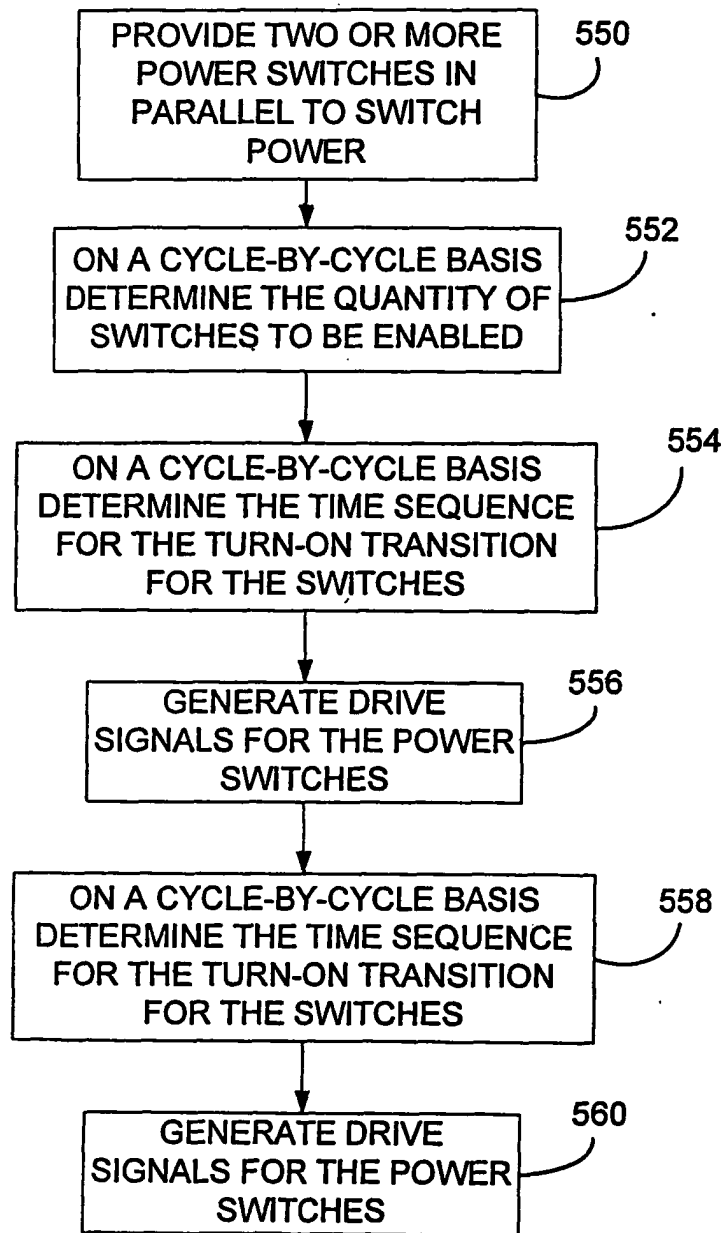 PROVIDE TWO OR MORE
POWER SWITCHES IN
PARALLEL TO SWITCH
POWER
550
ON A CYCLE-BY-CYCLE BASIS
DETERMINE THE QUANTITY OF
SWITCHES TO BE ENABLED
552
ON A CYCLE-BY-CYCLE BASIS
DETERMINE THE TIME SEQUENCE
FOR THE TURN-ON TRANSITION
FOR THE SWITCHES
554
GENERATE DRIVE
SIGNALS FOR THE POWER
SWITCHES
556
ON A CYCLE-BY-CYCLE BASIS
DETERMINE THE TIME SEQUENCE
FOR THE TURN-ON TRANSITION
FOR THE SWITCHES
558
GENERATE DRIVE
SIGNALS FOR THE POWER
SWITCHES
560